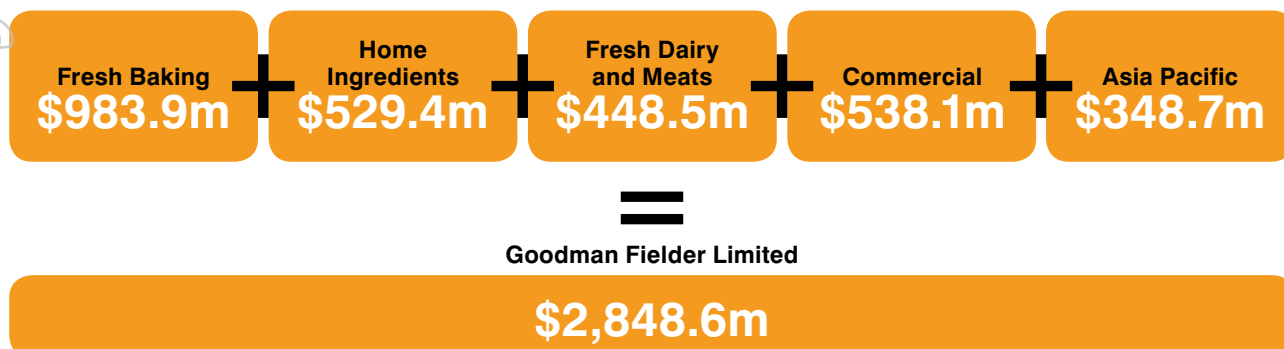 Fresh Baking
$983.9m
+
Home
Ingredients
$529.4m
+
Fresh Dairy
and Meats
$448.5m
+
Commercial
$538.1m
+
Asia Pacific
$348.7m
=
Goodman Fielder Limited
$2,848.6m